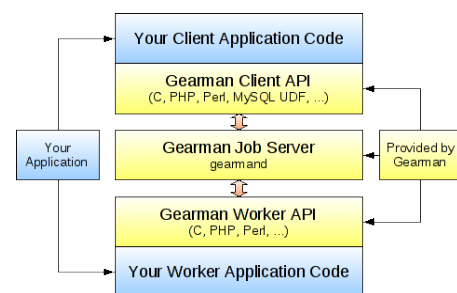 Your Client Application Code
Gearman Client API
(C, PHP, Perl, MySQL UDF, ...)
Your
Application
Gearman Job Server
gearmand
Provided by
Gearman
Gearman Worker API
(C, PHP, Perl, ...)
Your Worker Application Code